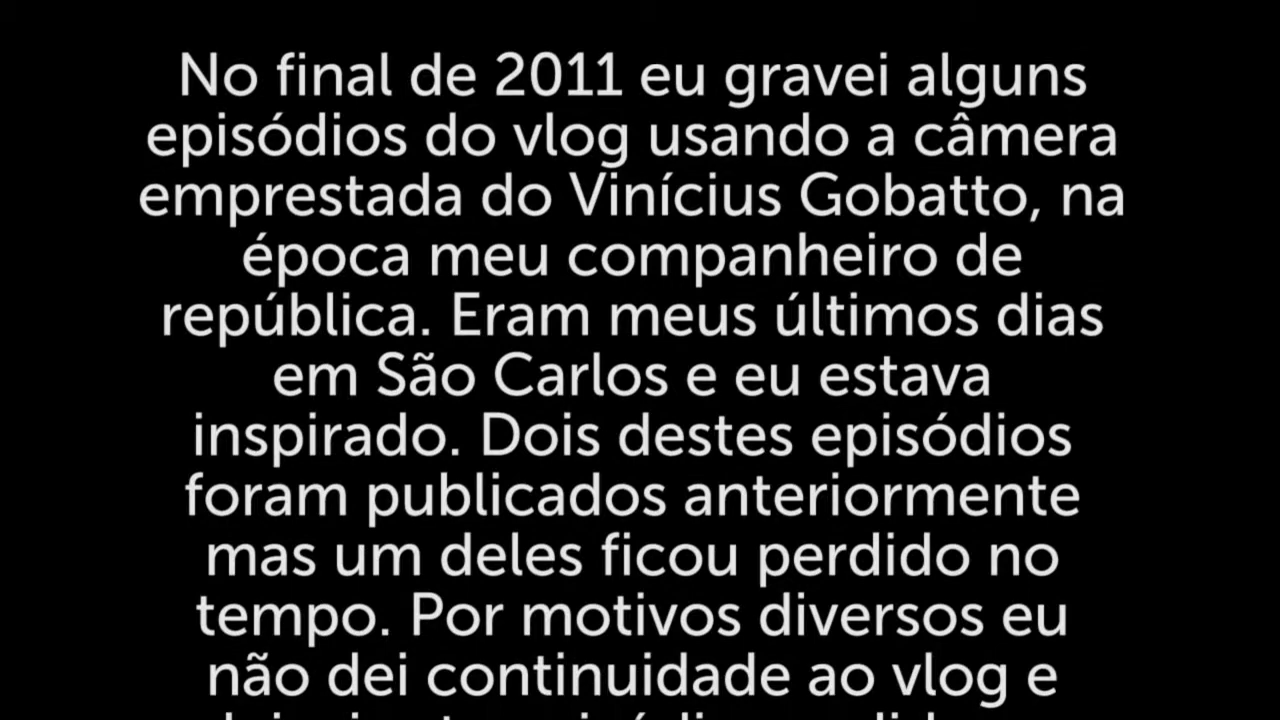 No final de 2011 eu gravei alguns
episódios do vlog usando a câmera
emprestada do Vinícius Gobatto, na
época meu companheiro de
república. Eram meus últimos dias
em São Carlos e eu estava
inspirado. Dois destes episódios
foram publicados anteriormente
mas um deles ficou perdido no
tempo. Por motivos diversos eu
não dei continuidade ao vlog e